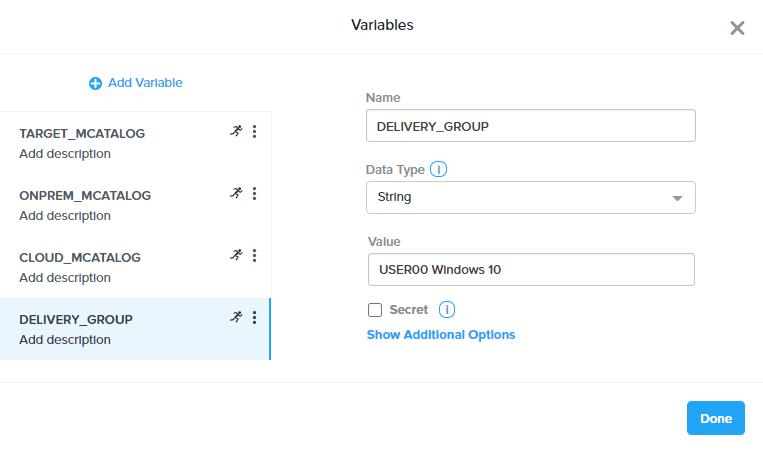 Variables
Add Variable
TARGET_MCATALOG
Add description
ONPREM_MCATALOG
Add description
CLOUD_MCATALOG
Add description
DELIVERY_GROUP
Add description
Name
DELIVERY_GROUP
Data Type
String
Value
USER00 Windows 10
Secret
Show Additional Options
Done